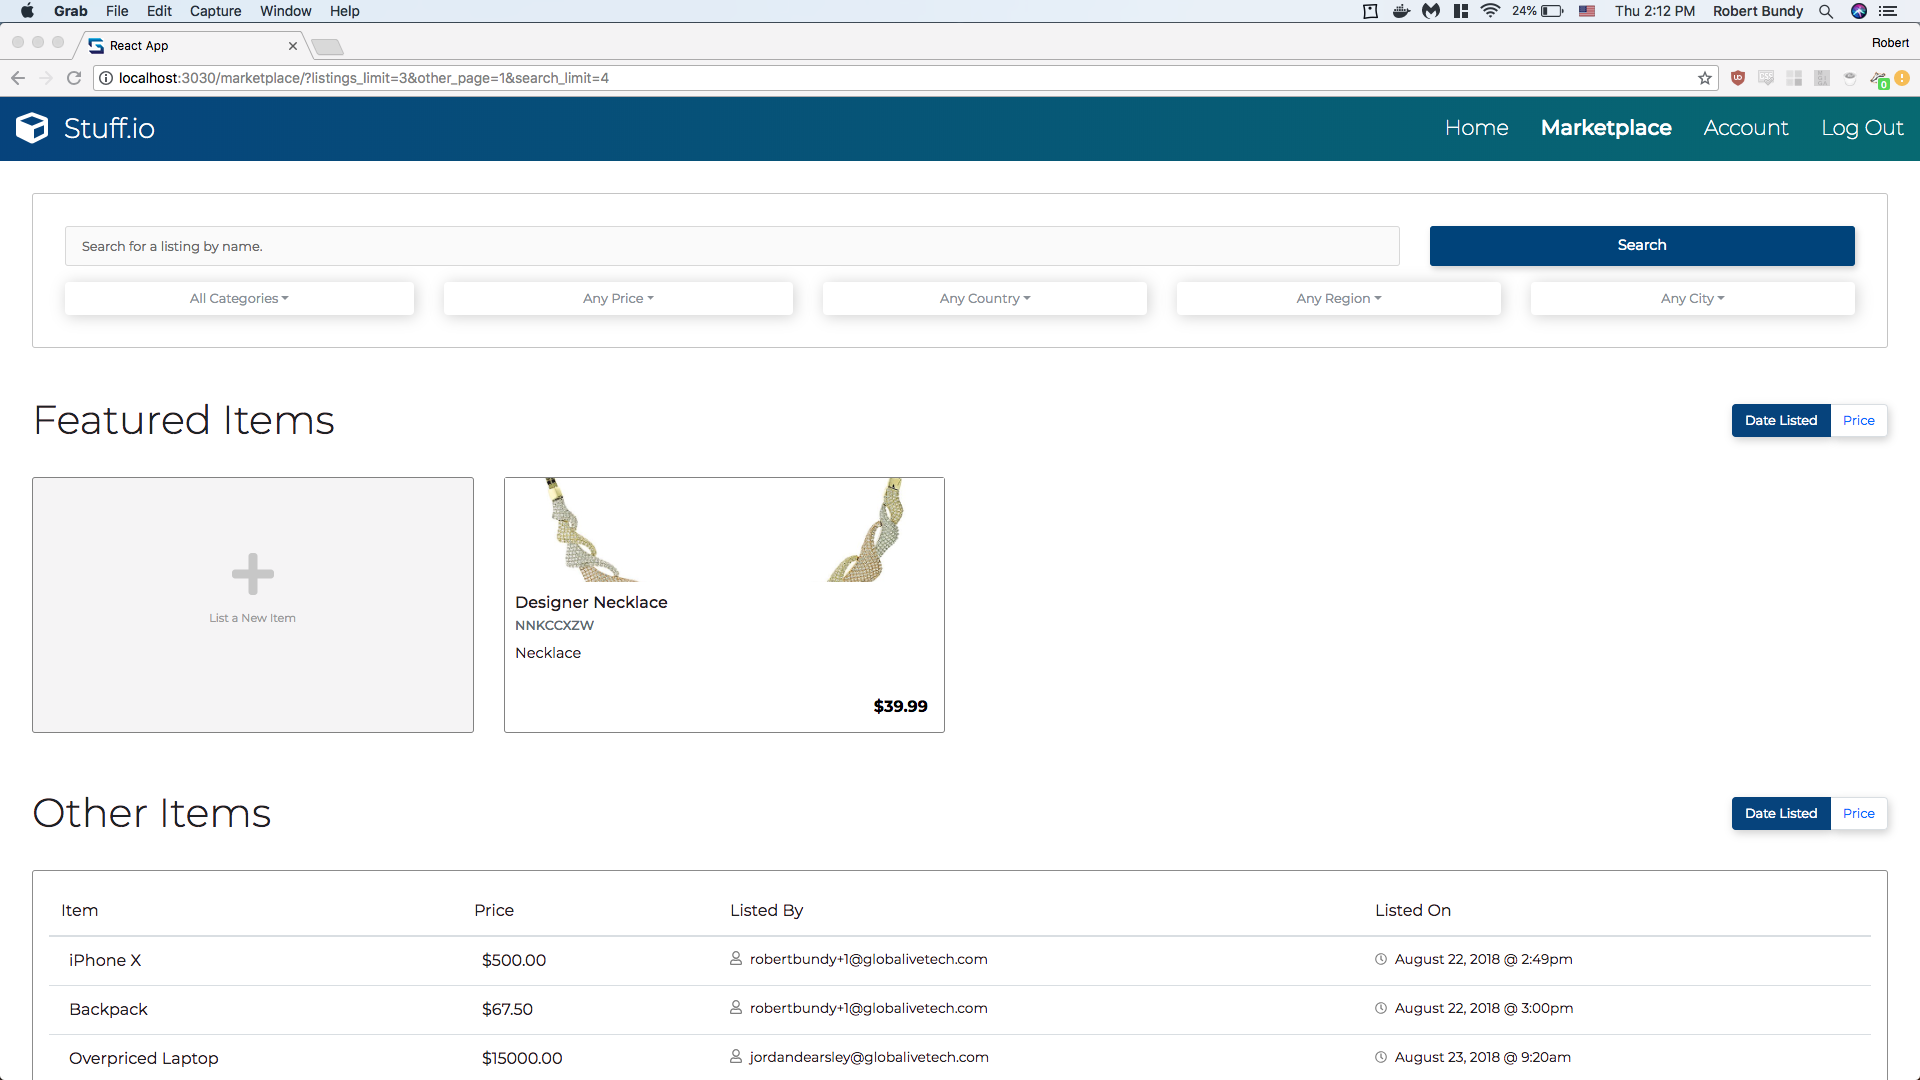 Grab File Edit Capture Window Help 24% Thu 2:12 PM Robert Bundy
React App Robert
localhost:3030/marketplace/?listings_limit=3&other_page=1&search_limit=4
Stuff.io Home Marketplace Account Log Out
Search for a listing by name. Search
All Categories Any Price Any Country Any Region Any City
Featured Items Date Listed Price
List a New Item
Designer Necklace
NNKCCXZW
Necklace
$39.99
Other Items Date Listed Price
Item Price Listed By Listed On
iPhone X $500.00 robertbundy+1@globalivetech.com August 22, 2018 @ 2:49pm
Backpack $67.50 robertbundy+1@globalivetech.com August 22, 2018 @ 3:00pm
Overpriced Laptop $15000.00 jordandearsley@globalivetech.com August 23, 2018 @ 9:20am